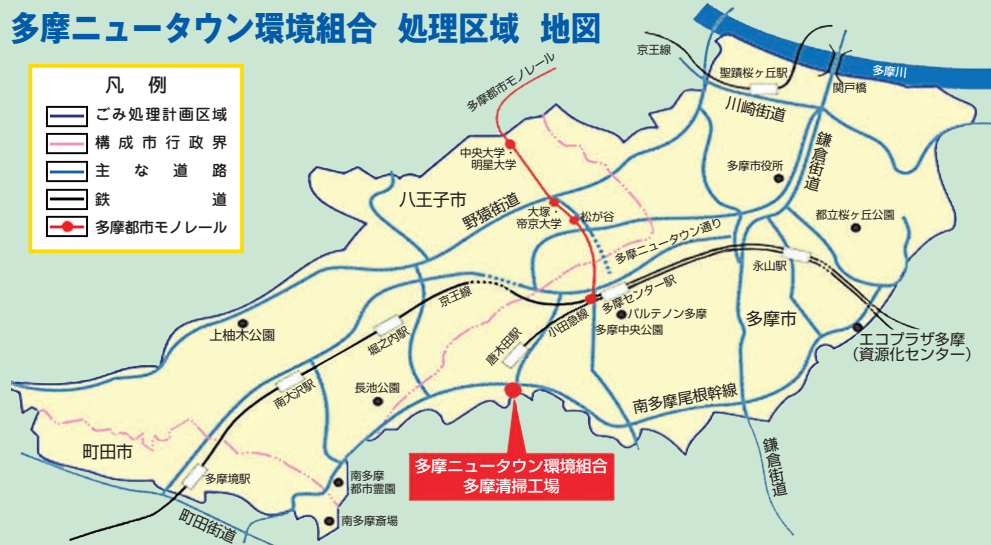 多摩ニュータウン環境組合 処理区域 地図
凡例
ごみ処理計画区域
構成市行政界
主な道路
鉄道
多摩都市モノレール
京王線
聖蹟桜ヶ丘駅
多摩川
関戸橋
川崎街道
鎌倉街道
多摩都市モノレール
中央大学・
明星大学
八王子市
野猿街道
大塚・
帝京大学
松が谷
多摩市役所
都立桜ヶ丘公園
多摩ニュータウン通り
永山駅
京王線
多摩センター駅
小田急線
パルテノン多摩
多摩中央公園
多摩市
エコプラザ多摩
(資源化センター)
上柚木公園
堀之内駅
唐木田駅
南大沢駅
長池公園
南多摩尾根幹線
町田市
多摩境駅
多摩ニュータウン環境組合
多摩清掃工場
鎌倉街道
南多摩
都市霊園
南多摩斎場
町田街道